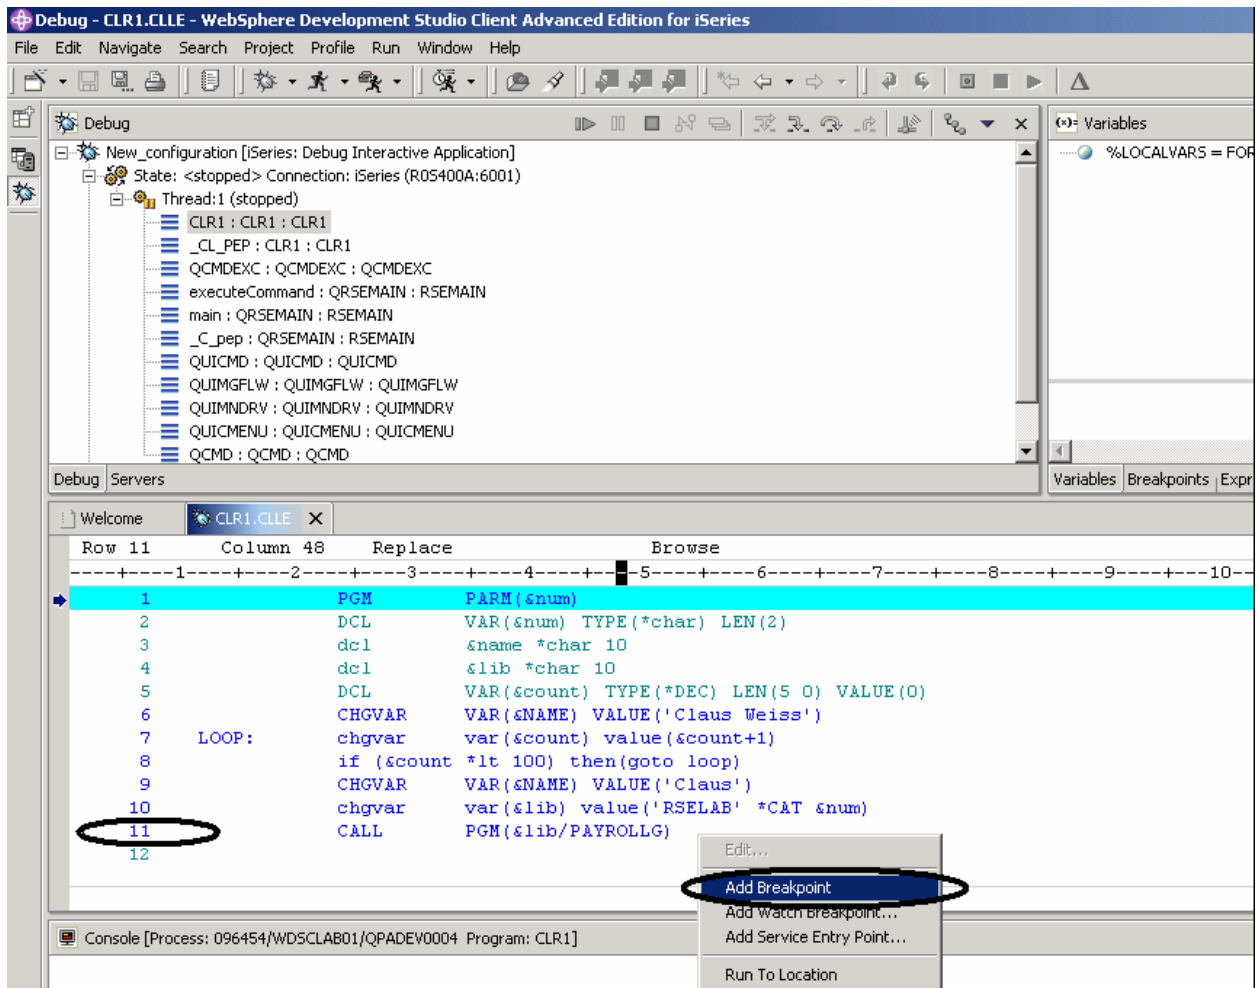 Debug - CLR1.CLLE - WebSphere Development Studio Client Advanced Edition for iSeries
File Edit Navigate Search Project Profile Run Window Help
Debug
New_configuration [iSeries: Debug Interactive Application]
State: <stopped> Connection: iSeries (R0S400A:6001)
Thread:1 (stopped)
CLR1 : CLR1 : CLR1
_CL_PEP : CLR1 : CLR1
QCMDEXC : QCMDEXC : QCMDEXC
executeCommand : QRSEMAIN : RSEMAIN
main : QRSEMAIN : RSEMAIN
_C_pep : QRSEMAIN : RSEMAIN
QUICMD : QUICMD : QUICMD
QUIMGFLW : QUIMGFLW : QUIMGFLW
QUIMNDRV : QUIMNDRV : QUIMNDRV
QUICMENU : QUICMENU : QUICMENU
QCMD : QCMD : QCMD
Debug Servers
(x)= Variables
%LOCALVARS = FOR
Variables Breakpoints Expr
Welcome CLR1.CLLE
Row 11 Column 48 Replace Browse
----+----1----+----2----+----3----+----4----+----5----+----6----+----7----+----8----+----9----+---10--
1 PGM PARM(&num)
2 DCL VAR(&num) TYPE(*char) LEN(2)
3 dcl &name *char 10
4 dcl &lib *char 10
5 DCL VAR(&count) TYPE(*DEC) LEN(5 0) VALUE(0)
6 CHGVAR VAR(&NAME) VALUE('Claus Weiss')
7 LOOP: chgvar var(&count) value(&count+1)
8 if (&count *lt 100) then(goto loop)
9 CHGVAR VAR(&NAME) VALUE('Claus')
10 chgvar var(&lib) value('RSELAB' *CAT &num)
11 CALL PGM(&lib/PAYROLLG)
12
Edit...
Add Breakpoint
Add Watch Breakpoint...
Add Service Entry Point...
Run To Location
Console [Process: 096454/WDSCLAB01/QPADEV0004 Program: CLR1]